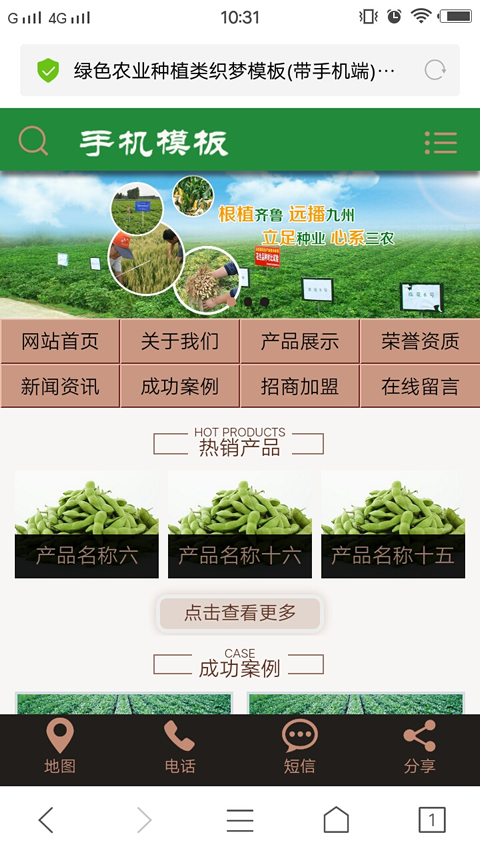 G 4G 10:31
绿色农业种植类织梦模板(带手机端)…
手机模板
根植齐鲁 远播九州
立足种业 心系三农
网站首页 关于我们 产品展示 荣誉资质
新闻资讯 成功案例 招商加盟 在线留言
HOT PRODUCTS
热销产品
产品名称六 产品名称十六 产品名称十五
点击查看更多
CASE
成功案例
地图 电话 短信 分享
1